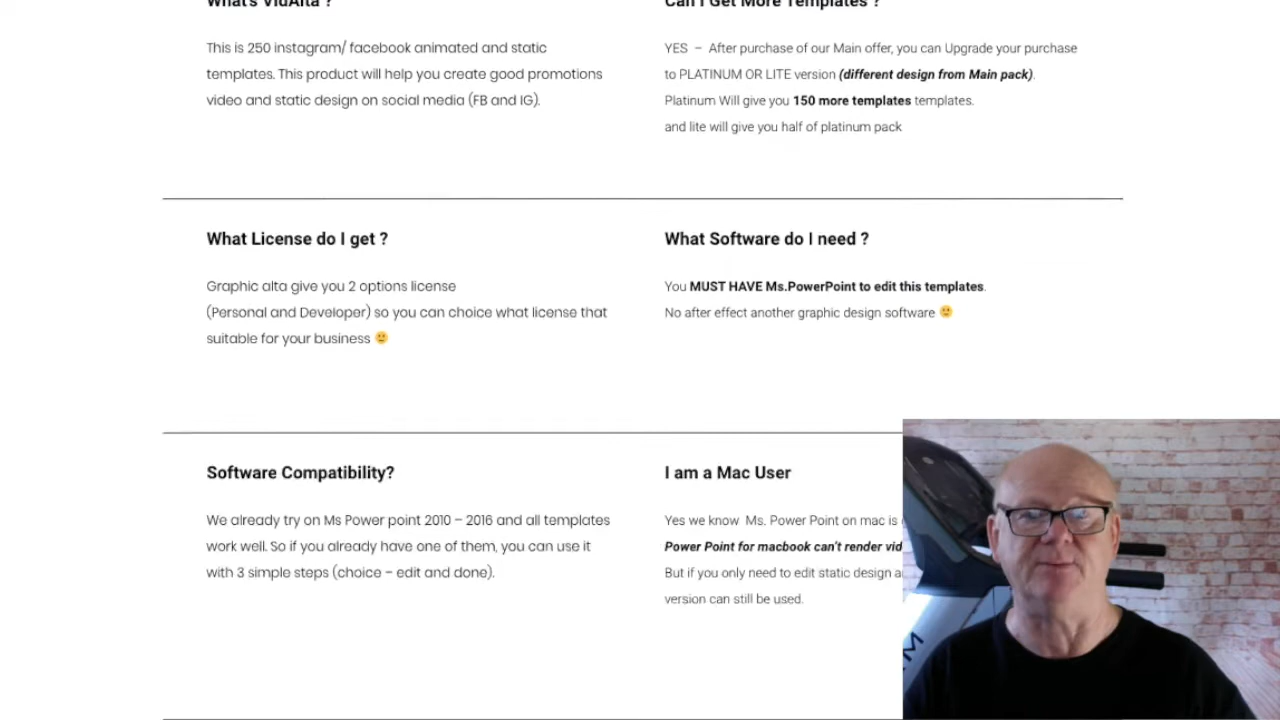 What's VidAlta ?
This is 250 instagram/ facebook animated and static
templates. This product will help you create good promotions
video and static design on social media (FB and IG).
Can I Get More Templates ?
YES – After purchase of our Main offer, you can Upgrade your purchase
to PLATINUM OR LITE version (different design from Main pack).
Platinum Will give you 150 more templates templates.
and lite will give you half of platinum pack
What License do I get ?
Graphic alta give you 2 options license
(Personal and Developer) so you can choice what license that
suitable for your business 🙂
What Software do I need ?
You MUST HAVE Ms.PowerPoint to edit this templates.
No after effect another graphic design software 🙂
Software Compatibility?
We already try on Ms Power point 2010 – 2016 and all templates
work well. So if you already have one of them, you can use it
with 3 simple steps (choice – edit and done).
I am a Mac User
Yes we know Ms. Power Point on mac is
Power Point for macbook can't render vid
But if you only need to edit static design a
version can still be used.